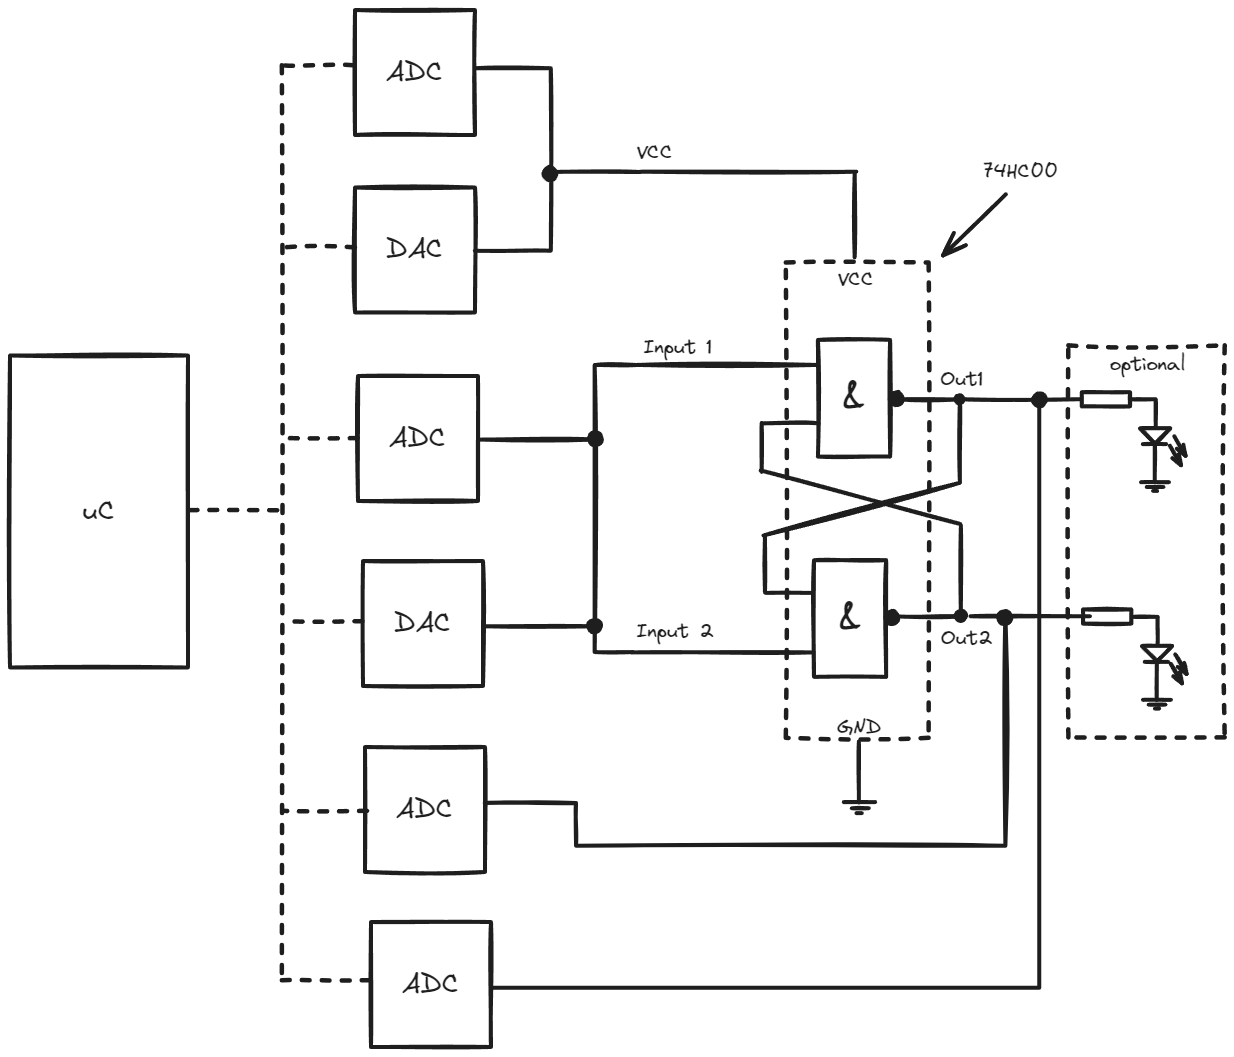 ADC
VCC
74HC00
DAC
VCC
Input 1
optional
Out1
&
ADC
uC
DAC
Input 2
&
Out2
GND
ADC
ADC